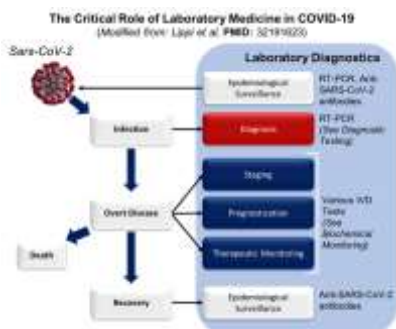 The Critical Role of Laboratory Medicine in COVID-19
(Modified from: Lippi et al. PMID: 32191623)
Sars-CoV-2
Laboratory Diagnostics
Epidemiological
Surveillance
RT-PCR, Anti
SARS-CoV-2
antibodies
Infection
Diagnosis
RT-PCR
(See Diagnostic
Testing)
Staging
Overt Disease
Prognostication
Various IVD
Tests
(See
Biochemical
Monitoring)
Therapeutic Monitoring
Death
Recovery
Epidemiological
Surveillance
Anti-SARS-CoV-2
antibodies